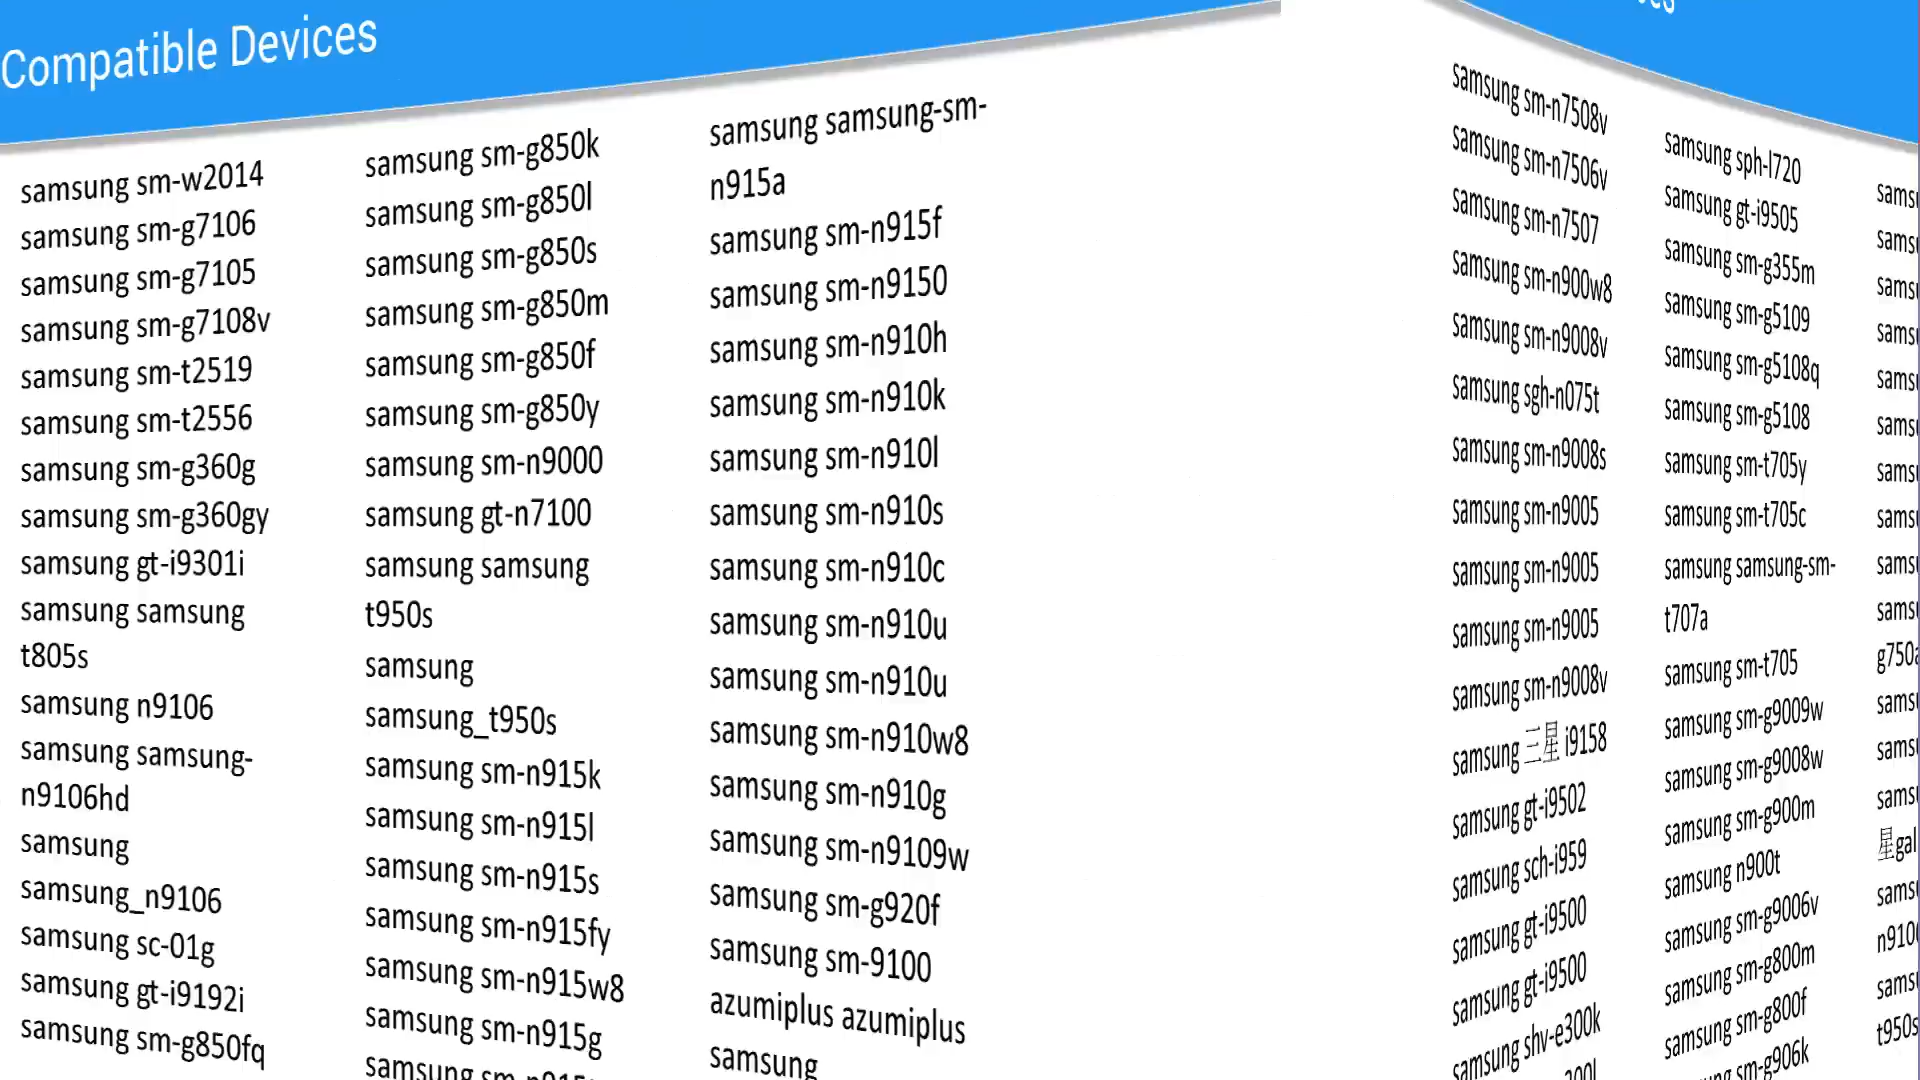 Compatible Devices
samsung sm-w2014
samsung sm-g7106
samsung sm-g7105
samsung sm-g7108v
samsung sm-t2519
samsung sm-t2556
samsung sm-g360g
samsung sm-g360gy
samsung gt-i9301i
samsung samsung
t805s
samsung n9106
samsung samsung-
n9106hd
samsung
samsung_n9106
samsung sc-01g
samsung gt-i9192i
samsung sm-g850fq
samsung sm-g850k
samsung sm-g850l
samsung sm-g850s
samsung sm-g850m
samsung sm-g850f
samsung sm-g850y
samsung sm-n9000
samsung gt-n7100
samsung samsung
t950s
samsung
samsung_t950s
samsung sm-n915k
samsung sm-n915l
samsung sm-n915s
samsung sm-n915fy
samsung sm-n915w8
samsung sm-n915g
samsung samsung-sm-
n915a
samsung sm-n915f
samsung sm-n9150
samsung sm-n910h
samsung sm-n910k
samsung sm-n910l
samsung sm-n910s
samsung sm-n910c
samsung sm-n910u
samsung sm-n910u
samsung sm-n910w8
samsung sm-n910g
samsung sm-n9109w
samsung sm-g920f
samsung sm-9100
azumiplus azumiplus
samsung
samsung sm-n7508v
samsung sm-n7506v
samsung sm-n7507
samsung sm-n900w8
samsung sm-n9008v
samsung sgh-n075t
samsung sm-n9008s
samsung sm-n9005
samsung sm-n9005
samsung sm-n9005
samsung sm-n9008v
samsung 三星 i9158
samsung gt-i9502
samsung sch-i959
samsung gt-i9500
samsung gt-i9500
samsung shv-e300k
samsung sph-l720
samsung gt-i9505
samsung sm-g355m
samsung sm-g5109
samsung sm-g5108q
samsung sm-g5108
samsung sm-t705y
samsung sm-t705c
samsung samsung-sm-
t707a
samsung sm-t705
samsung sm-g9009w
samsung sm-g9008w
samsung sm-g900m
samsung n900t
samsung sm-g9006v
samsung sm-g800m
samsung sm-g800f
samsung sm-g906k